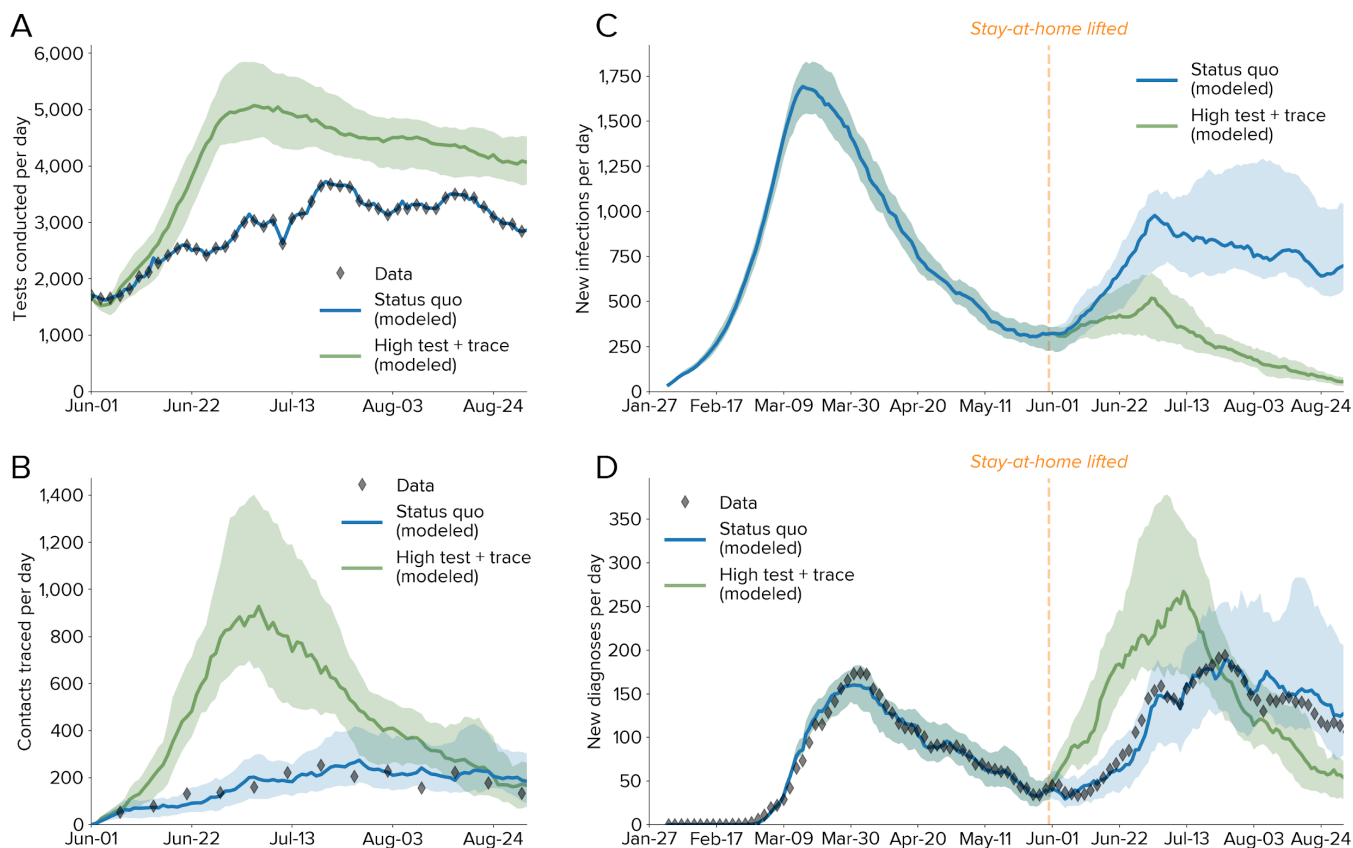 A
Tests conducted per day
6,000
5,000
4,000
3,000
2,000
1,000
0
Jun-01 Jun-22 Jul-13 Aug-03 Aug-24
Data
Status quo
(modeled)
High test + trace
(modeled)
C
Stay-at-home lifted
New infections per day
1,750
1,500
1,250
1,000
750
500
250
0
Jan-27 Feb-17 Mar-09 Mar-30 Apr-20 May-11 Jun-01 Jun-22 Jul-13 Aug-03 Aug-24
Status quo
(modeled)
High test + trace
(modeled)
B
Contacts traced per day
1,400
1,200
1,000
800
600
400
200
0
Jun-01 Jun-22 Jul-13 Aug-03 Aug-24
Data
Status quo
(modeled)
High test + trace
(modeled)
D
Stay-at-home lifted
New diagnoses per day
350
300
250
200
150
100
50
0
Jan-27 Feb-17 Mar-09 Mar-30 Apr-20 May-11 Jun-01 Jun-22 Jul-13 Aug-03 Aug-24
Data
Status quo
(modeled)
High test + trace
(modeled)